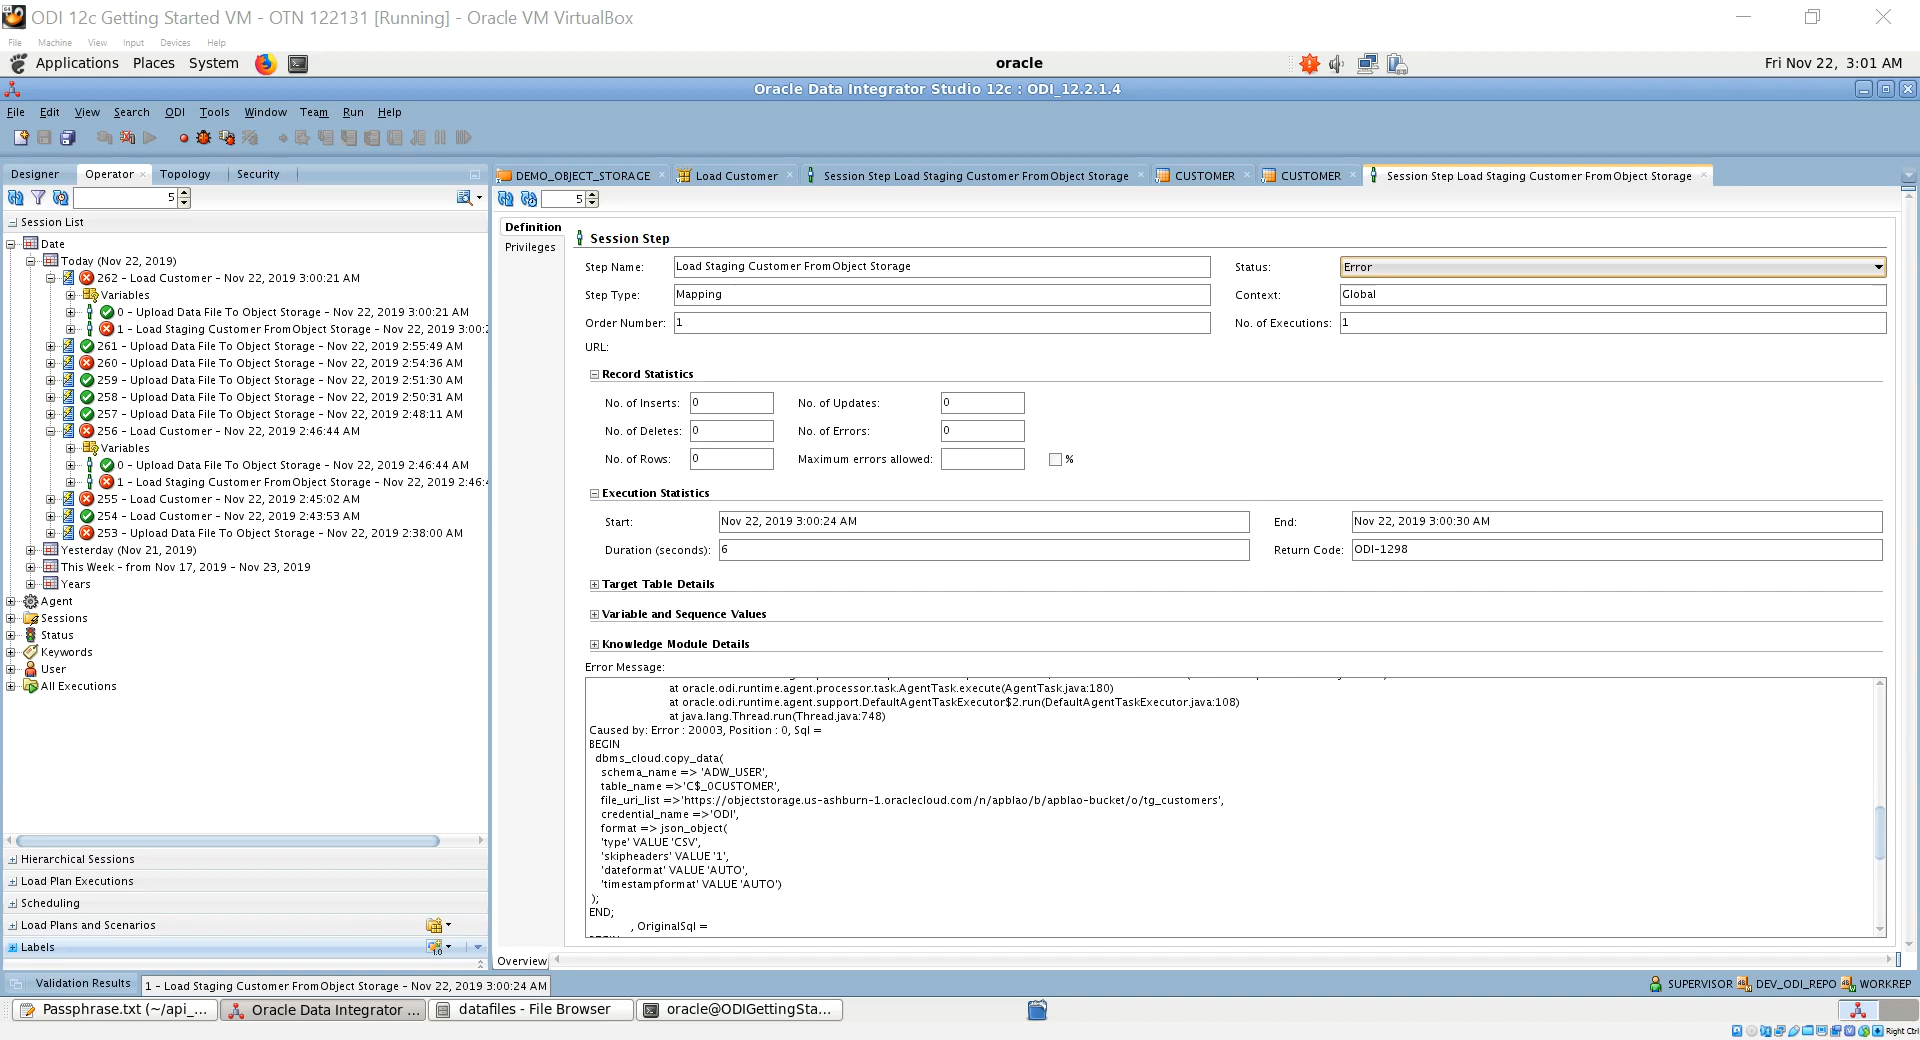 ODI 12c Getting Started VM - OTN 122131 [Running] - Oracle VM VirtualBox
File Machine View Input Devices Help
Applications Places System oracle Fri Nov 22, 3:01 AM
Oracle Data Integrator Studio 12c : ODI_12.2.1.4
File Edit View Search ODI Tools Window Team Run Help
Designer Operator Topology Security
5
Session List
Date
Today (Nov 22, 2019)
262 - Load Customer - Nov 22, 2019 3:00:21 AM
Variables
0 - Upload Data File To Object Storage - Nov 22, 2019 3:00:21 AM
1 - Load Staging Customer FromObject Storage - Nov 22, 2019 3:00:2
261 - Upload Data File To Object Storage - Nov 22, 2019 2:55:49 AM
260 - Upload Data File To Object Storage - Nov 22, 2019 2:54:36 AM
259 - Upload Data File To Object Storage - Nov 22, 2019 2:51:30 AM
258 - Upload Data File To Object Storage - Nov 22, 2019 2:50:31 AM
257 - Upload Data File To Object Storage - Nov 22, 2019 2:48:11 AM
256 - Load Customer - Nov 22, 2019 2:46:44 AM
Variables
0 - Upload Data File To Object Storage - Nov 22, 2019 2:46:44 AM
1 - Load Staging Customer FromObject Storage - Nov 22, 2019 2:46:4
255 - Load Customer - Nov 22, 2019 2:45:02 AM
254 - Load Customer - Nov 22, 2019 2:43:53 AM
253 - Upload Data File To Object Storage - Nov 22, 2019 2:38:00 AM
Yesterday (Nov 21, 2019)
This Week - from Nov 17, 2019 - Nov 23, 2019
Years
Agent
Sessions
Status
Keywords
User
All Executions
Hierarchical Sessions
Load Plan Executions
Scheduling
Load Plans and Scenarios
Labels
DEMO_OBJECT_STORAGE Load Customer Session Step Load Staging Customer FromObject Storage CUSTOMER CUSTOMER Session Step Load Staging Customer FromObject Storage
5
Definition
Privileges
Session Step
Step Name: Load Staging Customer FromObject Storage Status: Error
Step Type: Mapping Context: Global
Order Number: 1 No. of Executions: 1
URL:
Record Statistics
No. of Inserts: 0 No. of Updates: 0
No. of Deletes: 0 No. of Errors: 0
No. of Rows: 0 Maximum errors allowed: %
Execution Statistics
Start: Nov 22, 2019 3:00:24 AM End: Nov 22, 2019 3:00:30 AM
Duration (seconds): 6 Return Code: ODI-1298
Target Table Details
Variable and Sequence Values
Knowledge Module Details
Error Message:
at oracle.odi.runtime.agent.processor.task.AgentTask.execute(AgentTask.java:180)
at oracle.odi.runtime.agent.support.DefaultAgentTaskExecutor$2.run(DefaultAgentTaskExecutor.java:108)
at java.lang.Thread.run(Thread.java:748)
Caused by: Error : 20003, Position : 0, Sql =
BEGIN
dbms_cloud.copy_data(
schema_name => 'ADW_USER',
table_name =>'C$_0CUSTOMER',
file_uri_list =>'https://objectstorage.us-ashburn-1.oraclecloud.com/n/apblao/b/apblao-bucket/o/tg_customers',
credential_name =>'ODI',
format => json_object(
'type' VALUE 'CSV',
'skipheaders' VALUE '1',
'dateformat' VALUE 'AUTO',
'timestampformat' VALUE 'AUTO')
);
END;
, OriginalSql =
Overview
Validation Results 1 - Load Staging Customer FromObject Storage - Nov 22, 2019 3:00:24 AM SUPERVISOR DEV_ODI_REPO WORKREP
Passphrase.txt (~/api_... Oracle Data Integrator ... datafiles - File Browser oracle@ODIGettingSta...
Right Ctrl